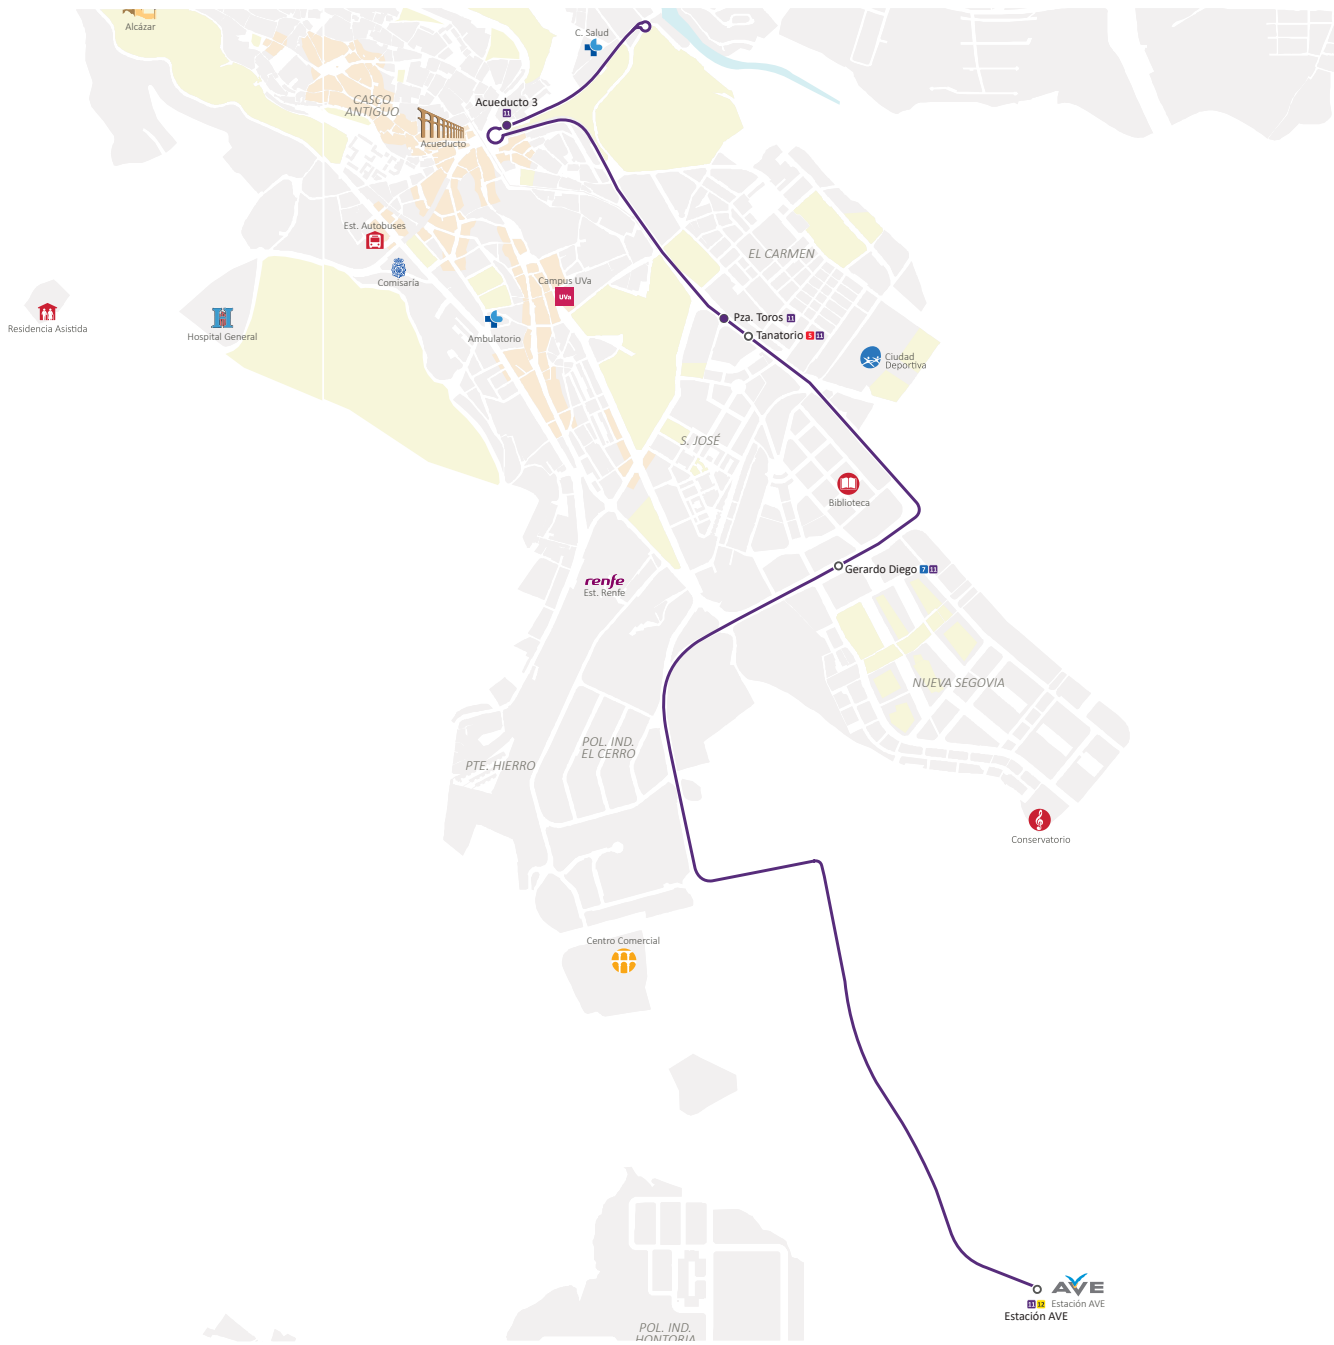 Alcázar
C. Salud
CASCO
ANTIGUO
Acueducto 3
11
Acueducto
Est. Autobuses
EL CARMEN
Comisaría
Campus UVa
UVa
Residencia Asistida
Hospital General
Ambulatorio
Pza. Toros 11
Tanatorio 5 11
Ciudad
Deportiva
S. JOSÉ
Biblioteca
Gerardo Diego 7 11
renfe
Est. Renfe
NUEVA SEGOVIA
POL. IND.
EL CERRO
PTE. HIERRO
Conservatorio
Centro Comercial
AVE
11 12 Estación AVE
Estación AVE
POL. IND.
HONTORIA